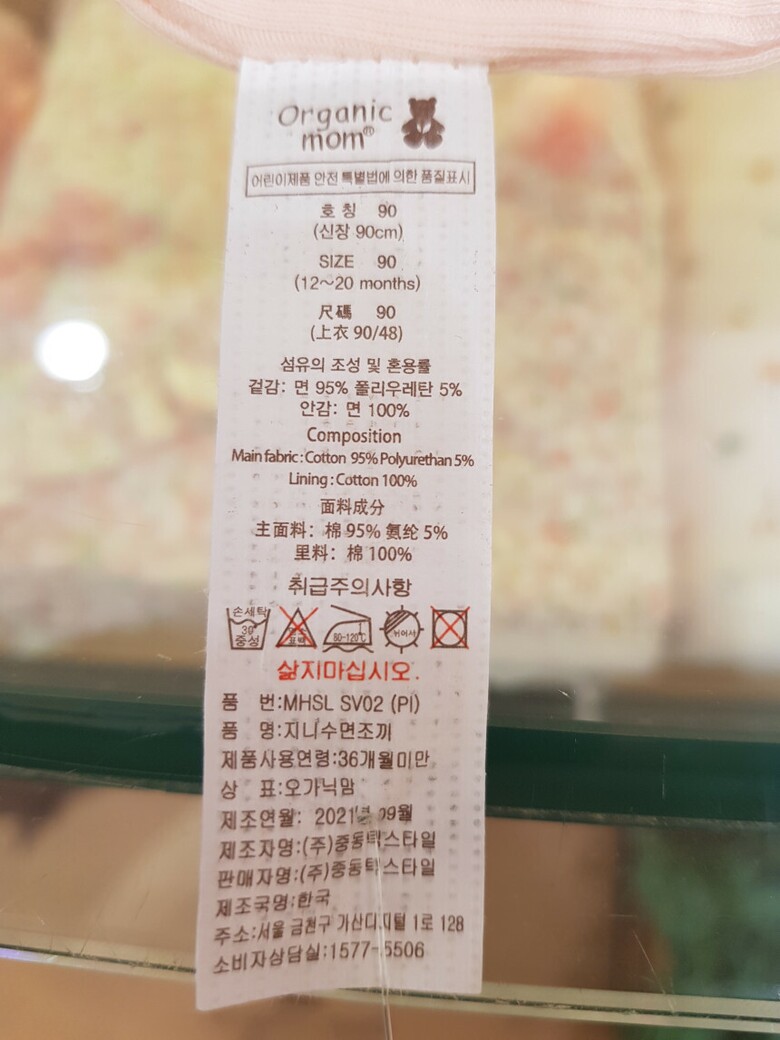 Organic
mom®
어린이제품 안전 특별법에 의한 품질표시
호 칭 90
(신장 90cm)
SIZE 90
(12~20 months)
尺碼 90
(上衣 90/48)
섬유의 조성 및 혼용률
겉감: 면 95% 폴리우레탄 5%
안감: 면 100%
Composition
Main fabric : Cotton 95% Polyurethan 5%
Lining : Cotton 100%
面料成分
主面料: 棉 95% 氨纶 5%
里料: 棉 100%
취급주의사항
손세탁
30°
중성
표백
80-120℃
뉘어서
삶지마십시오.
품 번:MHSL SV02 (PI)
품 명:지니수면조끼
제품사용연령:36개월미만
상 표:오가닉맘
제조연월: 2021년 09월
제조자명:(주)중동텍스타일
판매자명:(주)중동텍스타일
제조국명:한국
주소:서울 금천구 가산디지털 1로 128
소비자상담실:1577-5506